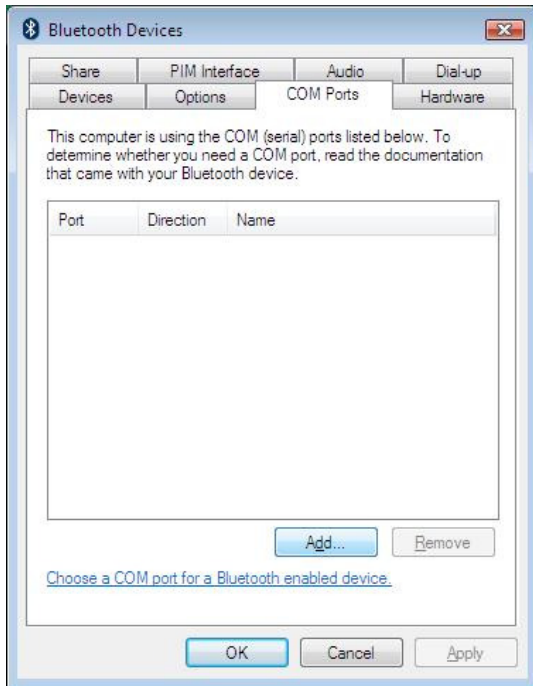 Bluetooth Devices
Share PIM Interface Audio Dial-up
Devices Options COM Ports Hardware
This computer is using the COM (serial) ports listed below. To
determine whether you need a COM port, read the documentation
that came with your Bluetooth device.
Port Direction Name
Add... Remove
Choose a COM port for a Bluetooth enabled device.
OK Cancel Apply